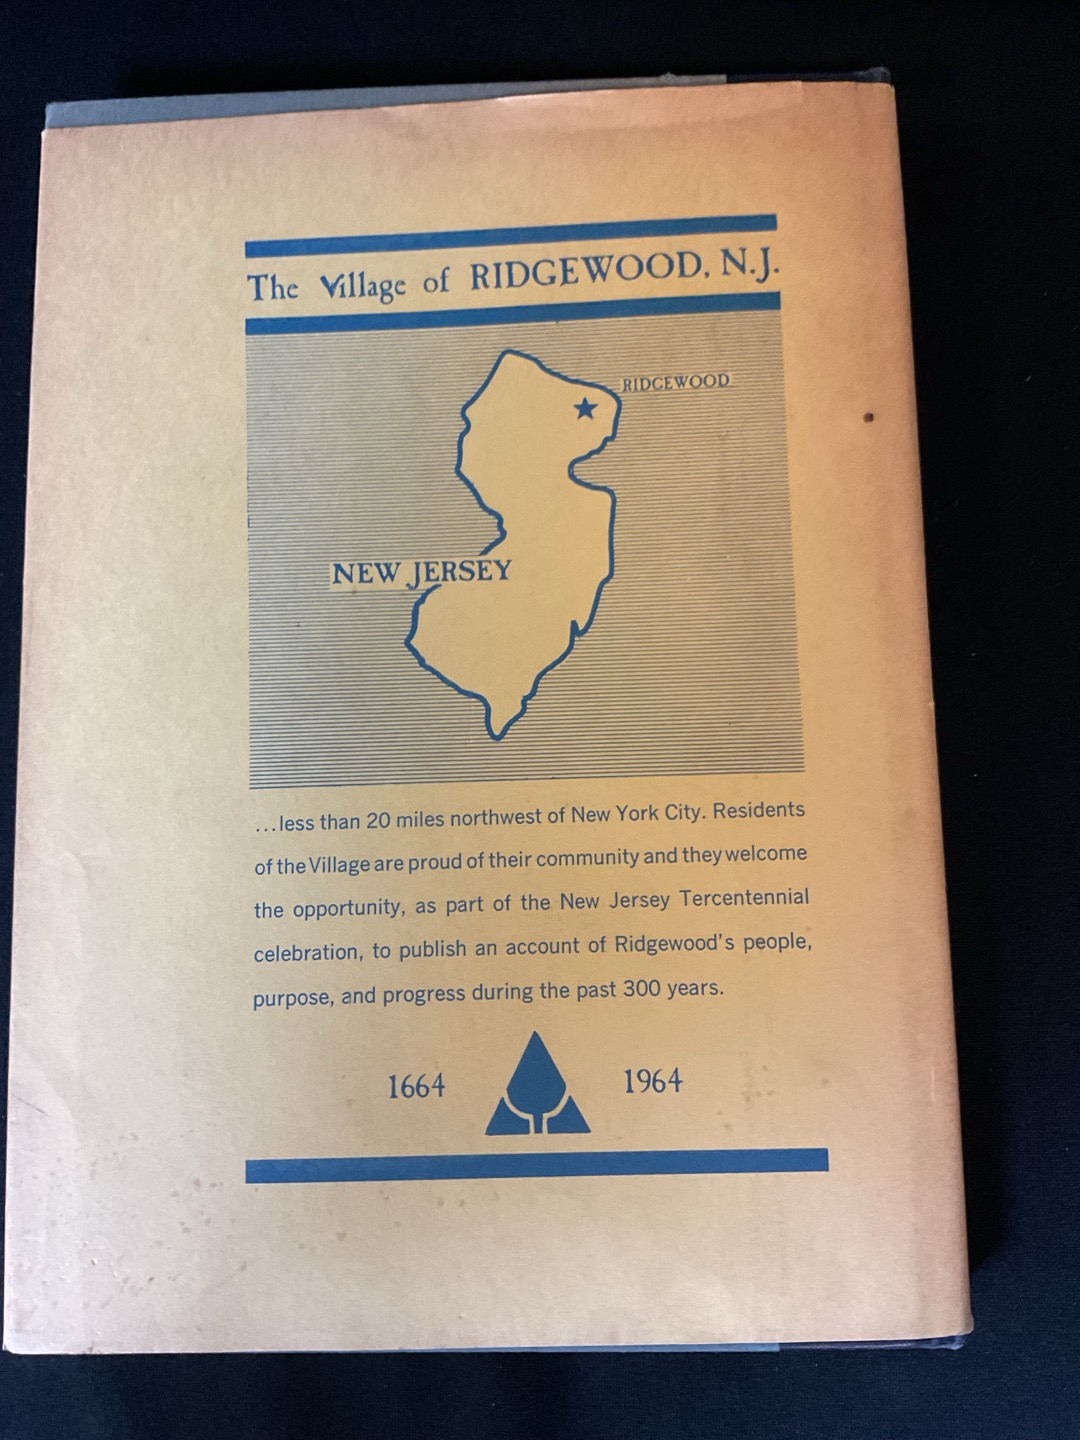 The Village of RIDGEWOOD, N.J.
RIDGEWOOD
NEW JERSEY
...less than 20 miles northwest of New York City. Residents
of the Village are proud of their community and they welcome
the opportunity, as part of the New Jersey Tercentennial
celebration, to publish an account of Ridgewood's people,
purpose, and progress during the past 300 years.
1664 1964